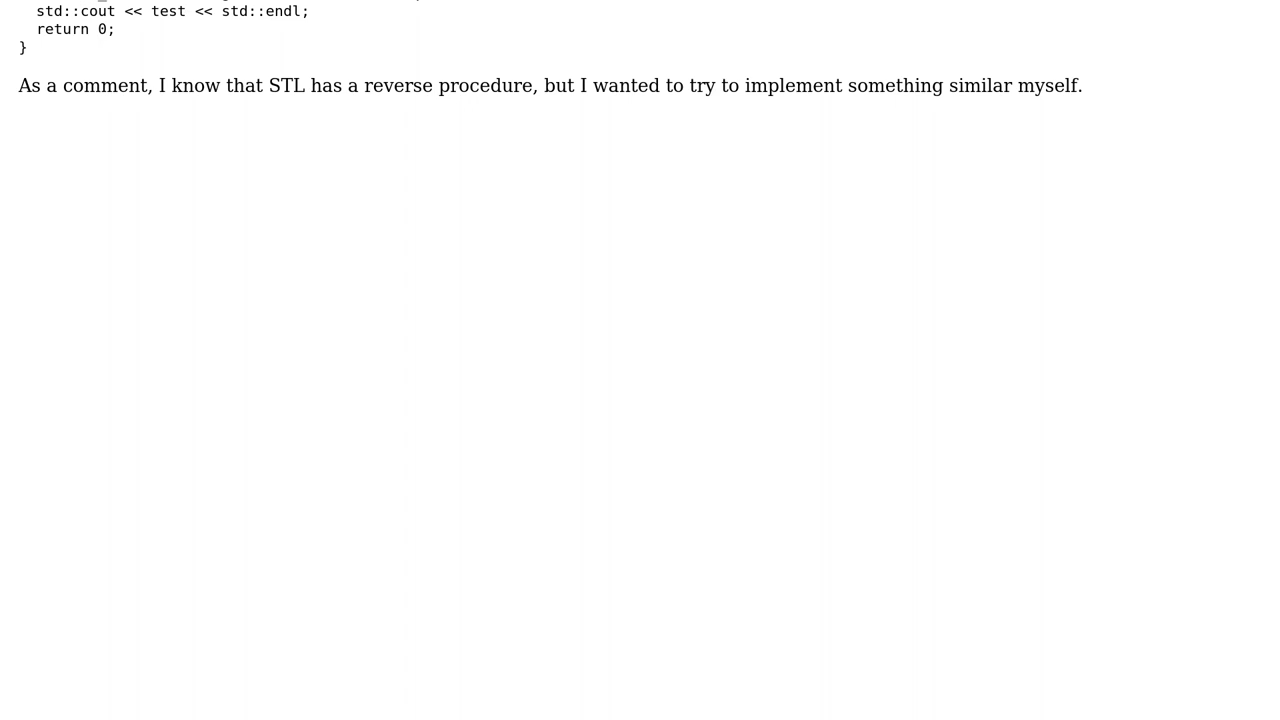 std::cout << test << std::endl;
return 0;
}
As a comment, I know that STL has a reverse procedure, but I wanted to try to implement something similar myself.